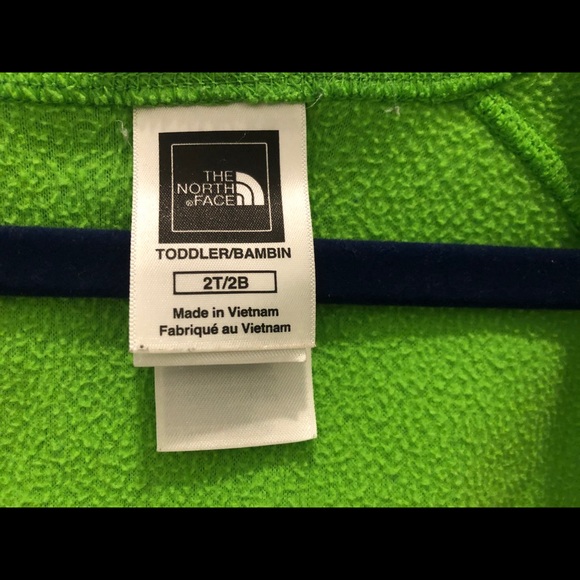 THE
NORTH
®FACE
TODDLER/BAMBIN
2T/2B
Made in Vietnam
Fabriqué au Vietnam